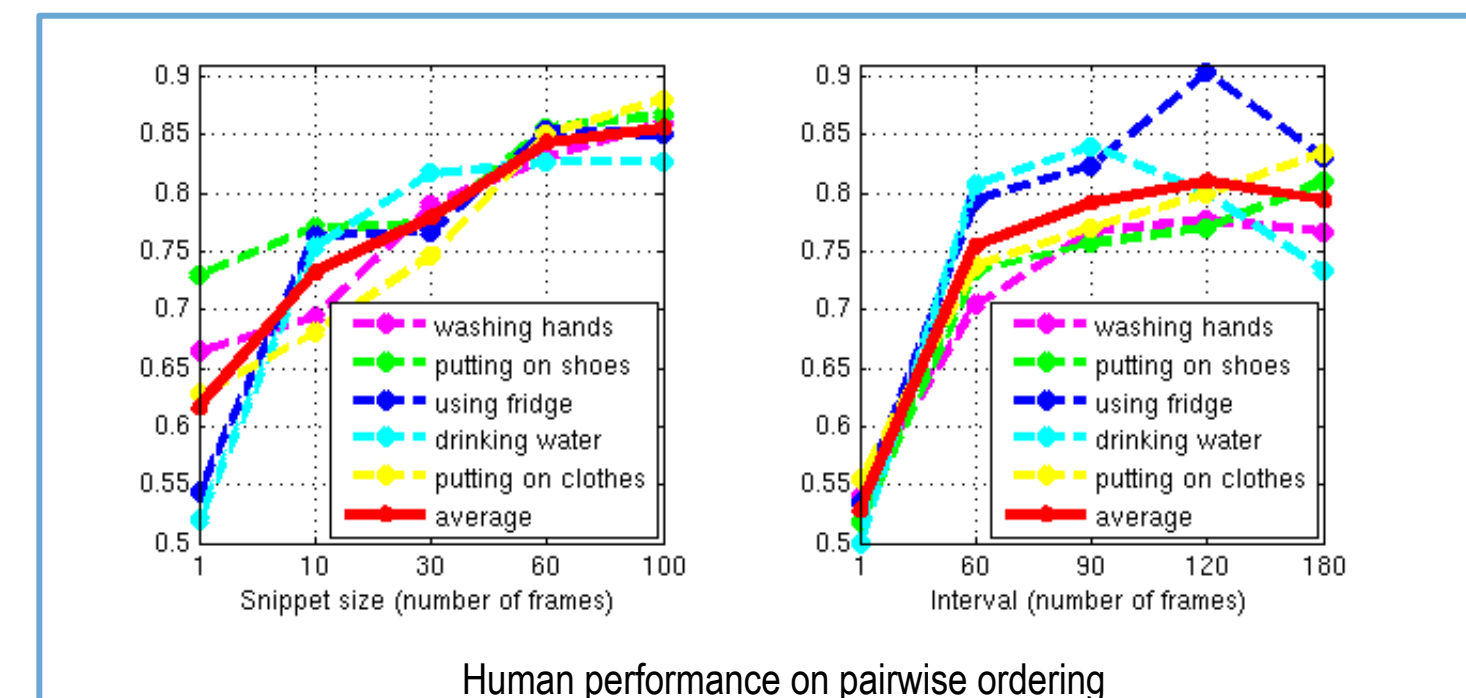 0.9
0.85
0.8
0.75
0.7
0.65
0.6
0.55
0.5
1 10 30 60 100
Snippet size (number of frames)
washing hands
putting on shoes
using fridge
drinking water
putting on clothes
average
0.9
0.85
0.8
0.75
0.7
0.65
0.6
0.55
0.5
1 60 90 120 180
Interval (number of frames)
washing hands
putting on shoes
using fridge
drinking water
putting on clothes
average
Human performance on pairwise ordering